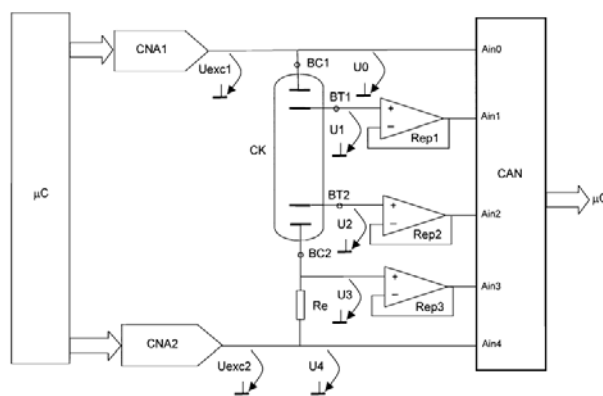 µC
CNA1
Uexc1
BC1
U0
Ain0
BT1
U1
Rep1
Ain1
CK
CAN
µC
BT2
U2
Rep2
Ain2
BC2
Re
U3
Rep3
Ain3
CNA2
Uexc2
U4
Ain4